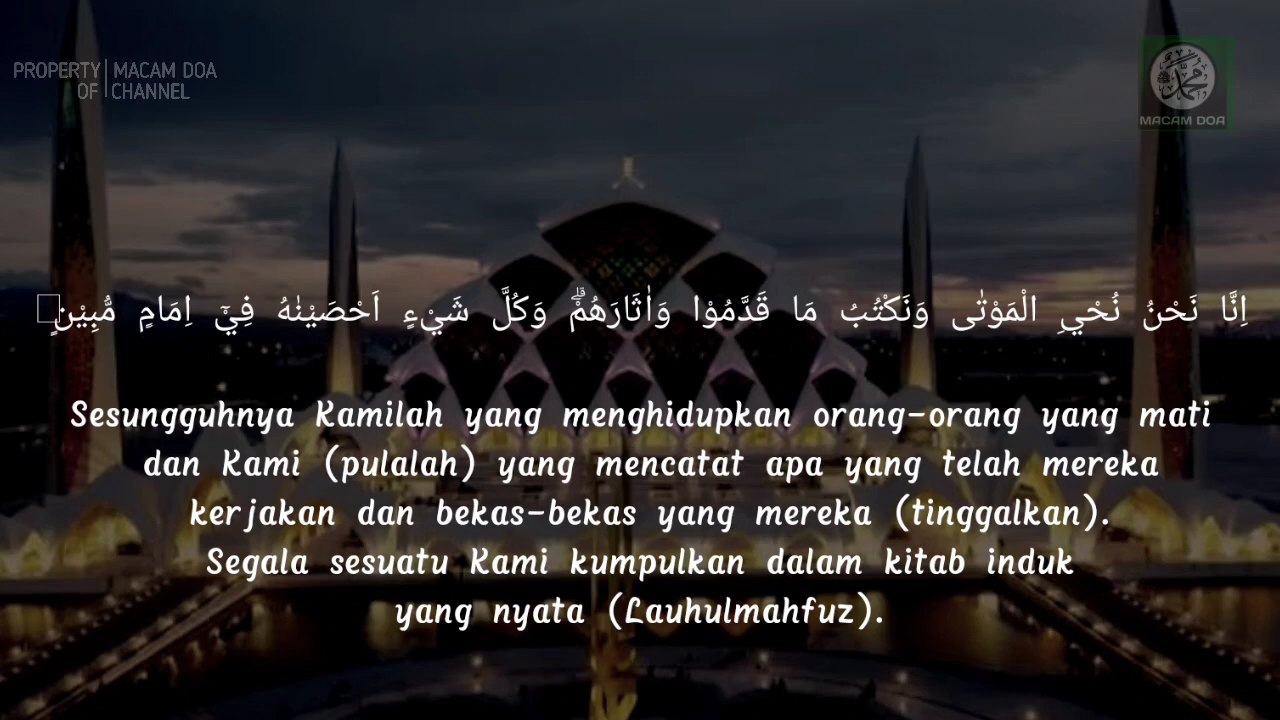 PROPERTY OF
MACAM DOA CHANNEL
محمد
MACAM DOA
اِنَّا نَحْنُ نُحْيِ الْمَوْتٰى وَنَكْتُبُ مَا قَدَّمُوْا وَاٰثَارَهُمْۗ وَكُلَّ شَيْءٍ اَحْصَيْنٰهُ فِيْٓ اِمَامٍ مُّبِيْنٍ
Sesungguhnya Kamilah yang menghidupkan orang-orang yang mati
dan Kami (pulalah) yang mencatat apa yang telah mereka
kerjakan dan bekas-bekas yang mereka (tinggalkan).
Segala sesuatu Kami kumpulkan dalam kitab induk
yang nyata (Lauhulmahfuz).